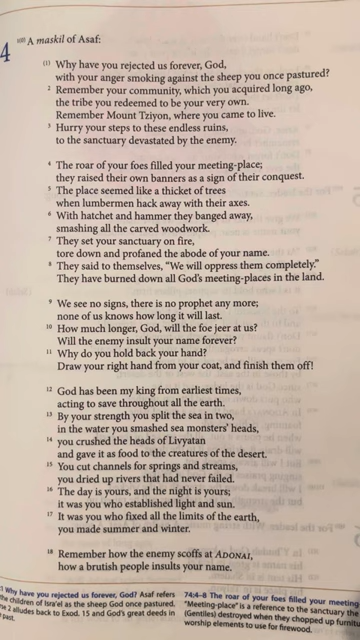 4
A maskil of Asaf:
(1) Why have you rejected us forever, God,
with your anger smoking against the sheep you once pastured?
2 Remember your community, which you acquired long ago,
the tribe you redeemed to be your very own.
Remember Mount Tziyon, where you came to live.
3 Hurry your steps to these endless ruins,
to the sanctuary devastated by the enemy.
4 The roar of your foes filled your meeting-place;
they raised their own banners as a sign of their conquest.
5 The place seemed like a thicket of trees
when lumbermen hack away with their axes.
6 With hatchet and hammer they banged away,
smashing all the carved woodwork.
7 They set your sanctuary on fire,
tore down and profaned the abode of your name.
8 They said to themselves, “We will oppress them completely.”
They have burned down all God's meeting-places in the land.
9 We see no signs, there is no prophet any more;
none of us knows how long it will last.
10 How much longer, God, will the foe jeer at us?
Will the enemy insult your name forever?
11 Why do you hold back your hand?
Draw your right hand from your coat, and finish them off!
12 God has been my king from earliest times,
acting to save throughout all the earth.
13 By your strength you split the sea in two,
in the water you smashed sea monsters' heads,
14 you crushed the heads of Livyatan
and gave it as food to the creatures of the desert.
15 You cut channels for springs and streams,
you dried up rivers that had never failed.
16 The day is yours, and the night is yours;
it was you who established light and sun.
17 It was you who fixed all the limits of the earth,
you made summer and winter.
18 Remember how the enemy scoffs at ADONAI,
how a brutish people insults your name.
Why have you rejected us forever, God? Asaf refers
children of Isra'el as the sheep God once pastured.
2 alludes back to Exod. 15 and God's great deeds in
past.
74:4–8 The roar of your foes filled your meeting
"Meeting-place" is a reference to the sanctuary the
(Gentiles) destroyed when they chopped up
worship elements to use for firewood.